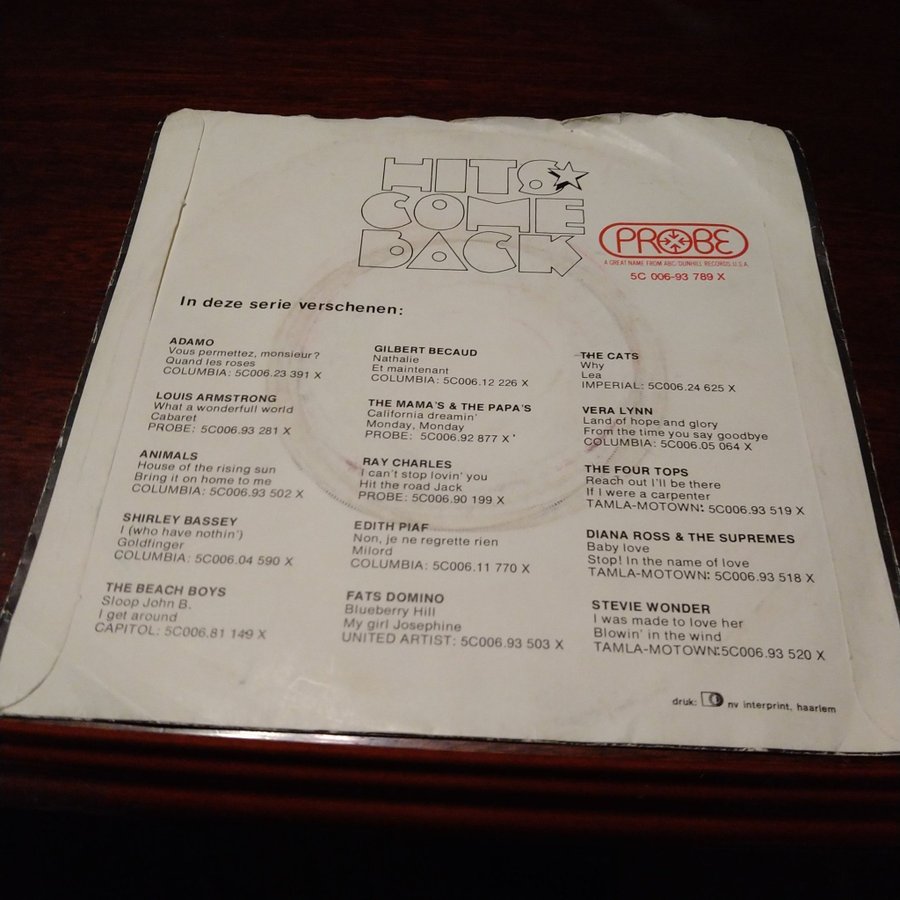 HITS
COME
BACK
PROBE
A GREAT NAME FROM ABC/DUNHILL RECORDS U.S.A.
5C 006-93 789 X
In deze serie verschenen:
ADAMO
Vous permettez, monsieur?
Quand les roses
COLUMBIA: 5C006.23 391 X
LOUIS ARMSTRONG
What a wonderfull world
Cabaret
PROBE: 5C006.93 281 X
ANIMALS
House of the rising sun
Bring it on home to me
COLUMBIA: 5C006.93 502 X
SHIRLEY BASSEY
I (who have nothin')
Goldfinger
COLUMBIA: 5C006.04 590 X
THE BEACH BOYS
Sloop John B.
I get around
CAPITOL: 5C006.81 149 X
GILBERT BECAUD
Nathalie
Et maintenant
COLUMBIA: 5C006.12 226 X
THE MAMA'S & THE PAPA'S
California dreamin'
Monday, Monday
PROBE: 5C006.92 877 X
RAY CHARLES
I can't stop lovin' you
Hit the road Jack
PROBE: 5C006.90 199 X
EDITH PIAF
Non, je ne regrette rien
Milord
COLUMBIA: 5C006.11 770 X
FATS DOMINO
Blueberry Hill
My girl Josephine
UNITED ARTIST: 5C006.93 503 X
THE CATS
Why
Lea
IMPERIAL: 5C006.24 625 X
VERA LYNN
Land of hope and glory
From the time you say goodbye
COLUMBIA: 5C006.05 064 X
THE FOUR TOPS
Reach out I'll be there
If I were a carpenter
TAMLA-MOTOWN: 5C006.93 519 X
DIANA ROSS & THE SUPREMES
Baby love
Stop! In the name of love
TAMLA-MOTOWN: 5C006.93 518 X
STEVIE WONDER
I was made to love her
Blowin' in the wind
TAMLA-MOTOWN:5C006.93 520 X
druk: nv interprint, haarlem